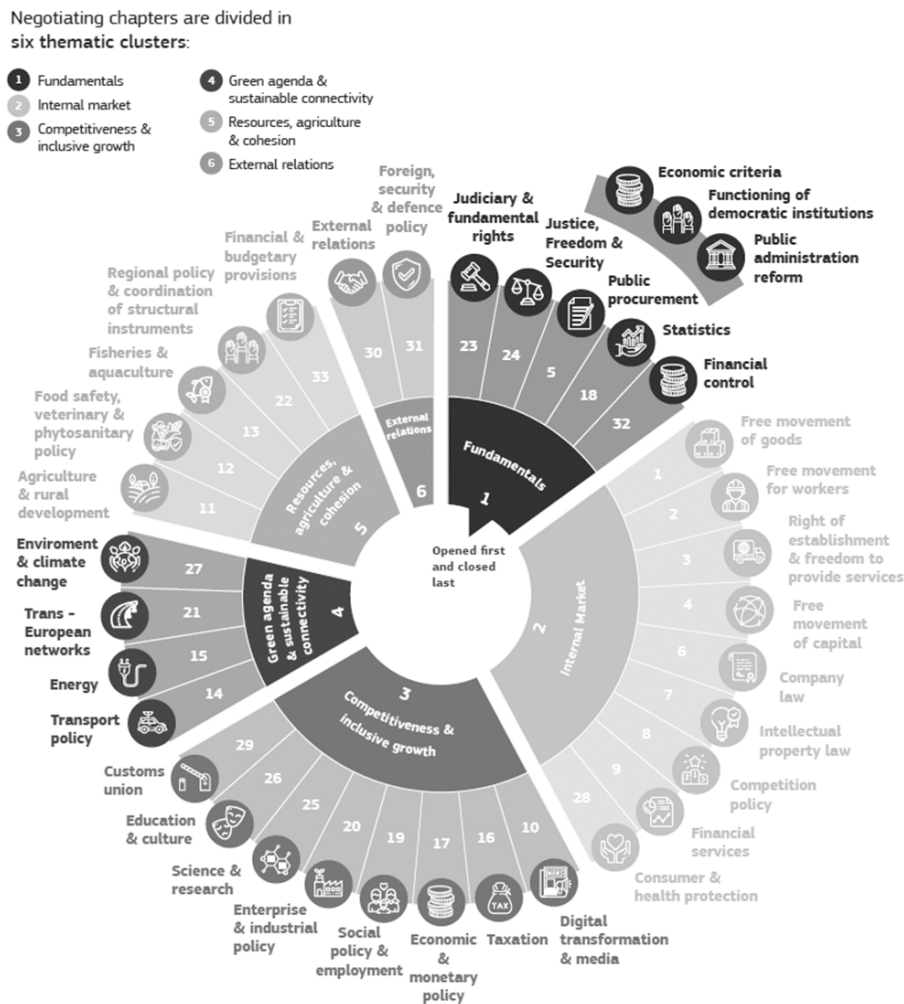 Negotiating chapters are divided in
six thematic clusters:
1 Fundamentals
2 Internal market
3 Competitiveness &
inclusive growth
4 Green agenda &
sustainable connectivity
5 Resources, agriculture
& cohesion
6 External relations
Economic criteria
Functioning of
democratic institutions
Public
administration
reform
Judiciary &
fundamental
rights
23
Justice,
Freedom &
Security
24
Public
procurement
5
Statistics
18
Financial
control
32
Fundamentals
1
Opened first
and closed
last
Free movement
of goods
1
Free movement
for workers
2
Right of
establishment
& freedom to
provide services
3
Free
movement
of capital
4
Company
law
6
Intellectual
property law
7
Competition
policy
8
Financial
services
9
Consumer &
health protection
28
Internal Market
2
Digital
transformation
& media
NEWS
10
Taxation
TAX
16
Economic
&
monetary
policy
17
Social
policy &
employment
19
Enterprise
& industrial
policy
20
Science &
research
25
Education
& culture
26
Customs
union
29
3
Competitiveness &
inclusive growth
Transport
policy
14
Energy
15
Trans -
European
networks
21
Enviroment
& climate
change
27
Green agenda
& sustainable
connectivity
4
Agriculture
& rural
development
11
Food safety,
veterinary &
phytosanitary
policy
12
Fisheries &
aquaculture
13
Regional policy
& coordination
of structural
instruments
22
Financial &
budgetary
provisions
33
Resources,
agriculture &
cohesion
5
External
relations
30
Foreign,
security
& defence
policy
31
External
relations
6